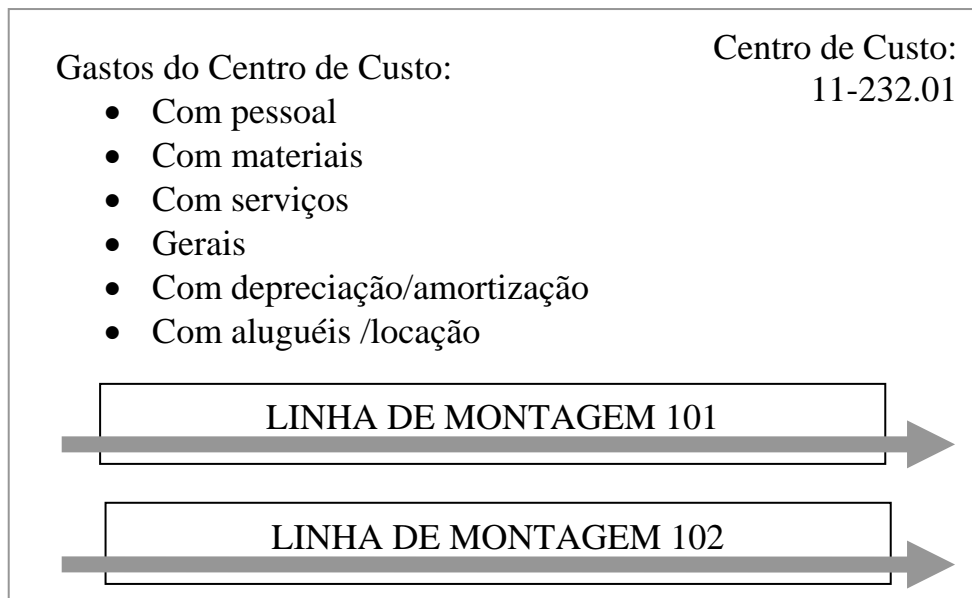 Gastos do Centro de Custo:
• Com pessoal
• Com materiais
• Com serviços
• Gerais
• Com depreciação/amortização
• Com aluguéis /locação
Centro de Custo:
11-232.01
LINHA DE MONTAGEM 101
LINHA DE MONTAGEM 102